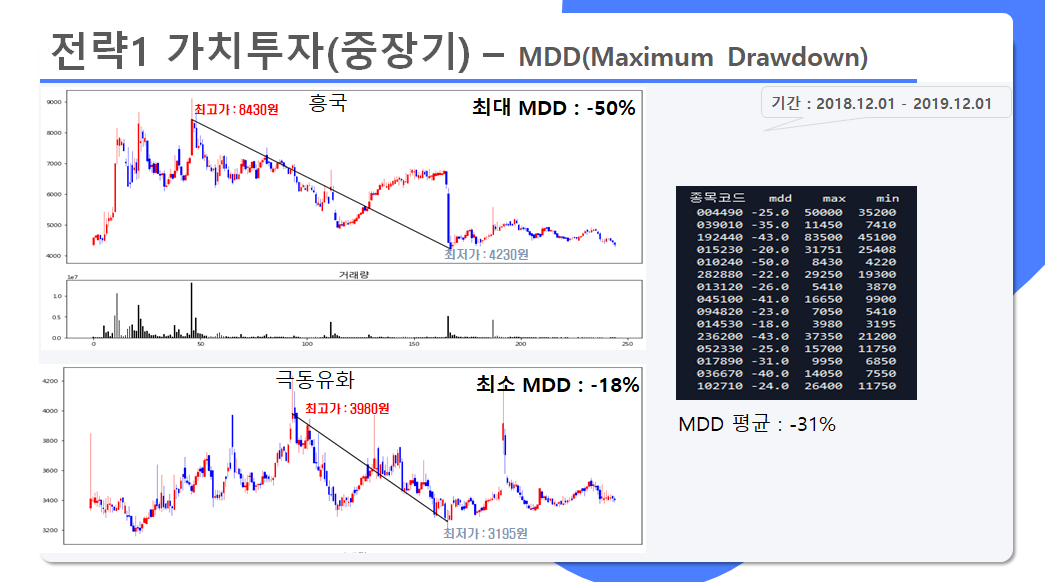 전략1 가치투자(중장기) – MDD(Maximum Drawdown)
기간 : 2018.12.01 - 2019.12.01
흥국
최대 MDD : -50%
최고가 : 8430원
최저가 : 4230원
9000
8000
7000
6000
5000
4000
거래량
1e7
1.0
0.5
0.0
0 50 100 150 200 250
극동유화
최소 MDD : -18%
최고가 : 3980원
최저가 : 3195원
4200
4000
3800
3600
3400
3200
종목코드 mdd max min
004490 -25.0 50000 35200
039010 -35.0 11450 7410
192440 -43.0 83500 45100
015230 -20.0 31751 25408
010240 -50.0 8430 4220
282880 -22.0 29250 19300
013120 -26.0 5410 3870
045100 -41.0 16650 9900
094820 -23.0 7050 5410
014530 -18.0 3980 3195
236200 -43.0 37350 21200
052330 -25.0 15700 11750
017890 -31.0 9950 6850
036670 -40.0 14050 7550
102710 -24.0 26400 11750
MDD 평균 : -31%